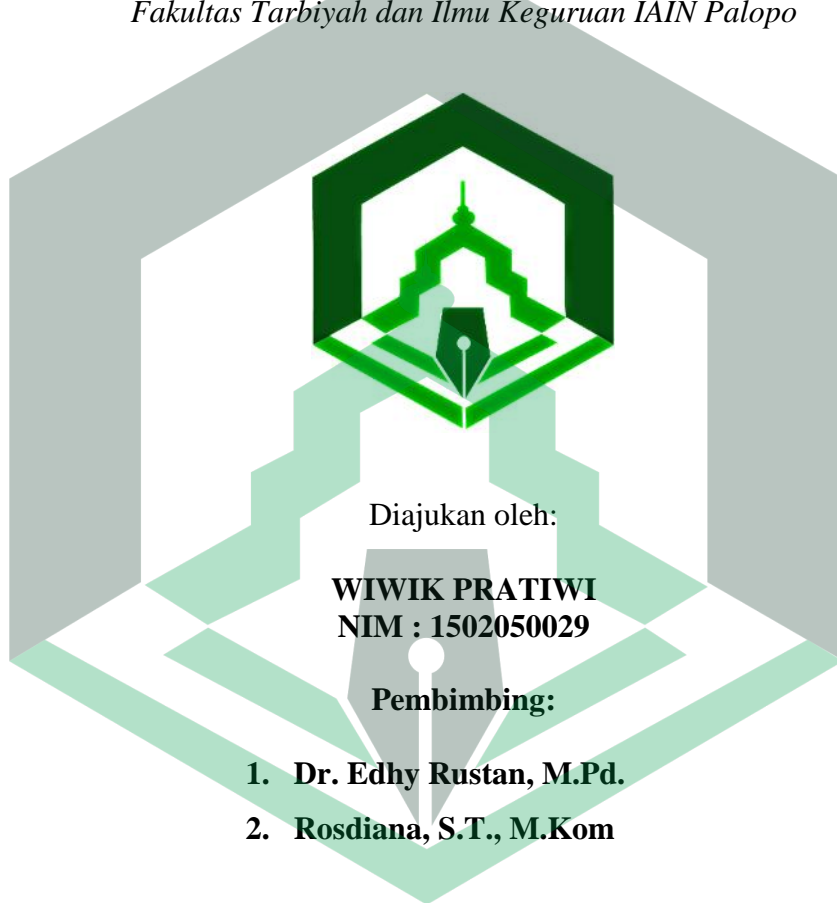 Fakultas Tarbiyah dan Ilmu Keguruan IAIN Palopo
Diajukan oleh:
WIWIK PRATIWI
NIM : 1502050029
Pembimbing:
1. Dr. Edhy Rustan, M.Pd.
2. Rosdiana, S.T., M.Kom